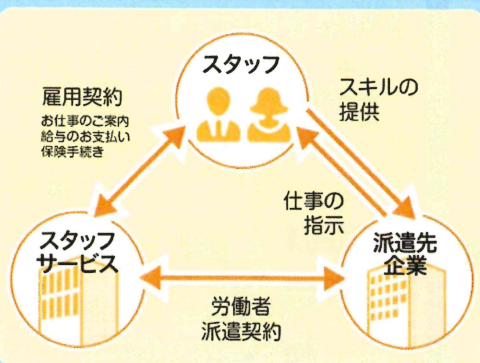 スタッフ
雇用契約
お仕事のご案内
給与のお支払い
保険手続き
スキルの
提供
仕事の
指示
スタッフ
サービス
派遣先
企業
労働者
派遣契約